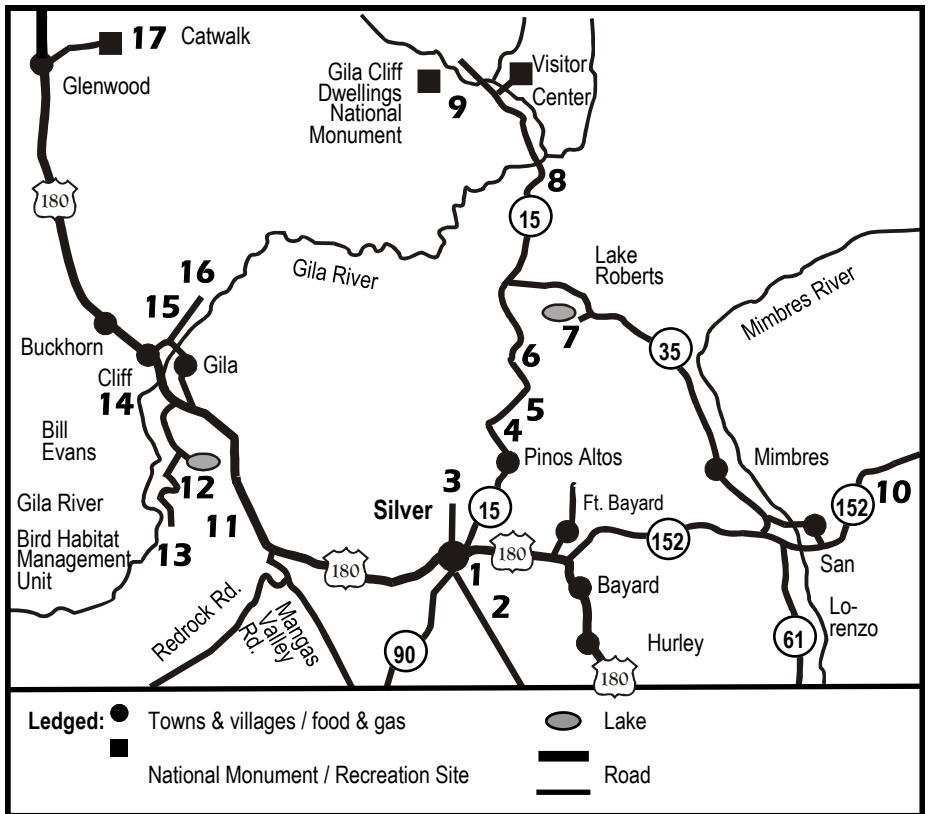 17 Catwalk
Glenwood
Gila Cliff
Dwellings
National
Monument
9
Visitor
Center
8
180
15
Lake
Roberts
Gila River
Mimbres River
16
15
7
35
Buckhorn
Cliff
Gila
14
6
5
4
Bill
Evans
Pinos Altos
Mimbres
12
3
15
Ft. Bayard
152
10
Gila River
Silver
11
Bird Habitat
Management
Unit
13
180
180
152
1
San
2
Bayard
Redrock Rd.
Mangas
Valley
Rd.
Lo-
renzo
90
Hurley
61
180
Ledged:
Towns & villages / food & gas
Lake
National Monument / Recreation Site
Road